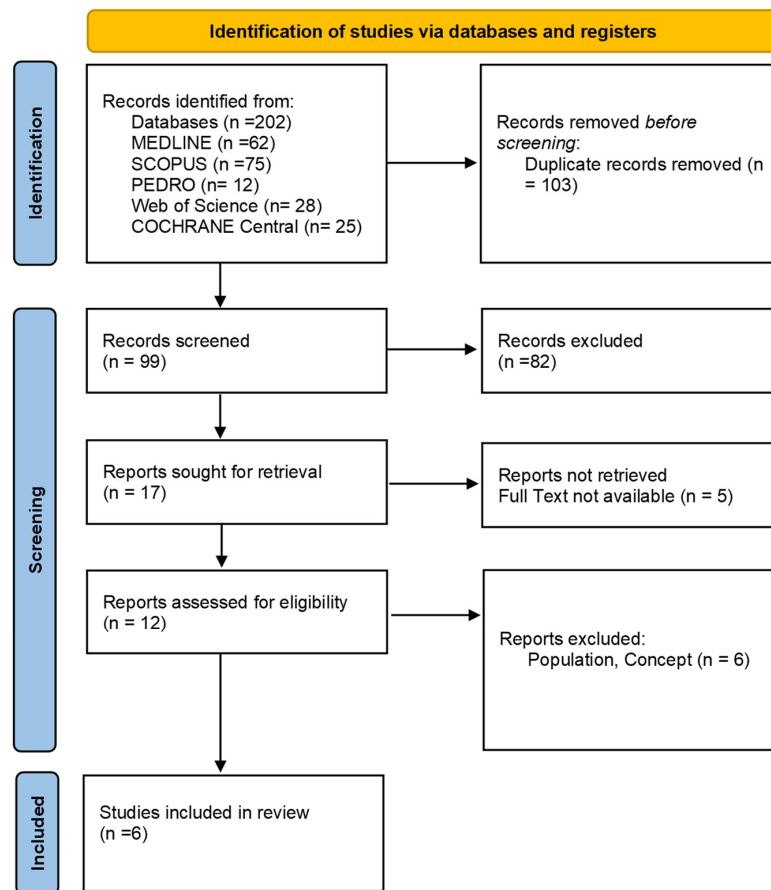 Identification of studies via databases and registers
Identification
Records identified from:
Databases (n =202)
MEDLINE (n =62)
SCOPUS (n =75)
PEDRO (n= 12)
Web of Science (n= 28)
COCHRANE Central (n= 25)
Records removed before
screening:
Duplicate records removed (n
= 103)
Screening
Records screened
(n = 99)
Records excluded
(n =82)
Reports sought for retrieval
(n = 17)
Reports not retrieved
Full Text not available (n = 5)
Reports assessed for eligibility
(n = 12)
Reports excluded:
Population, Concept (n = 6)
Included
Studies included in review
(n =6)